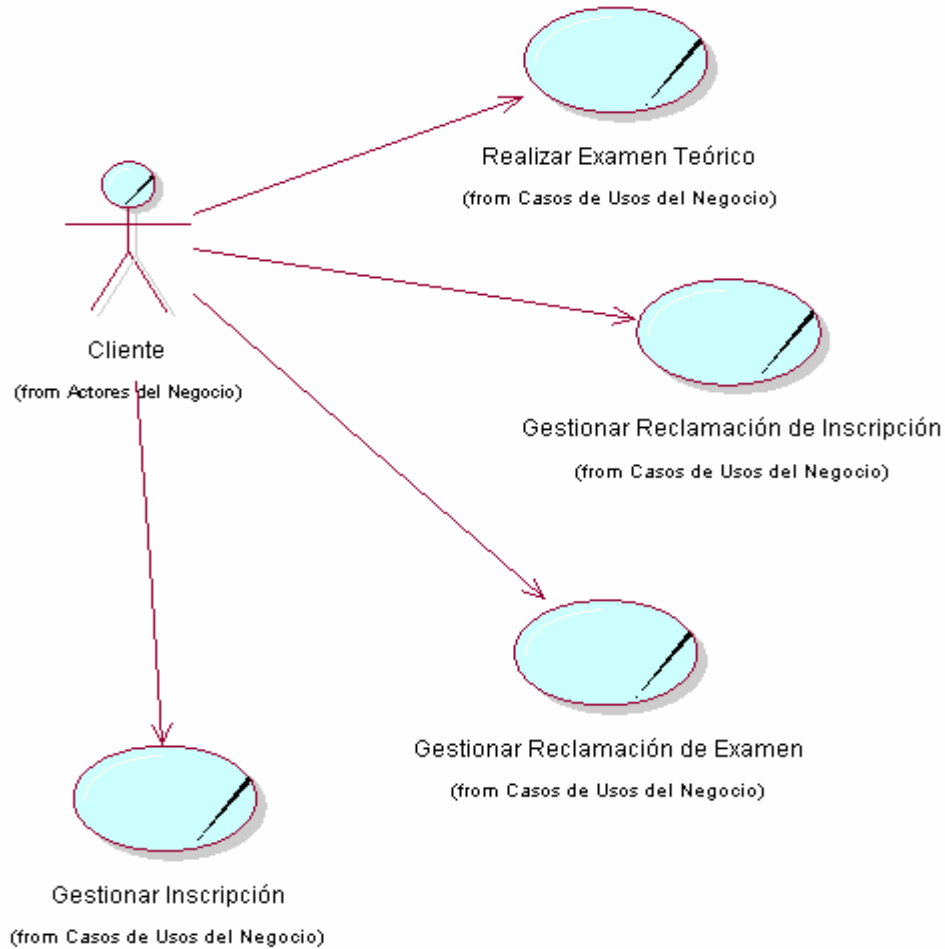 Realizar Examen Teórico
(from Casos de Usos del Negocio)
Cliente
(from Actores del Negocio)
Gestionar Reclamación de Inscripción
(from Casos de Usos del Negocio)
Gestionar Reclamación de Examen
(from Casos de Usos del Negocio)
Gestionar Inscripción
(from Casos de Usos del Negocio)